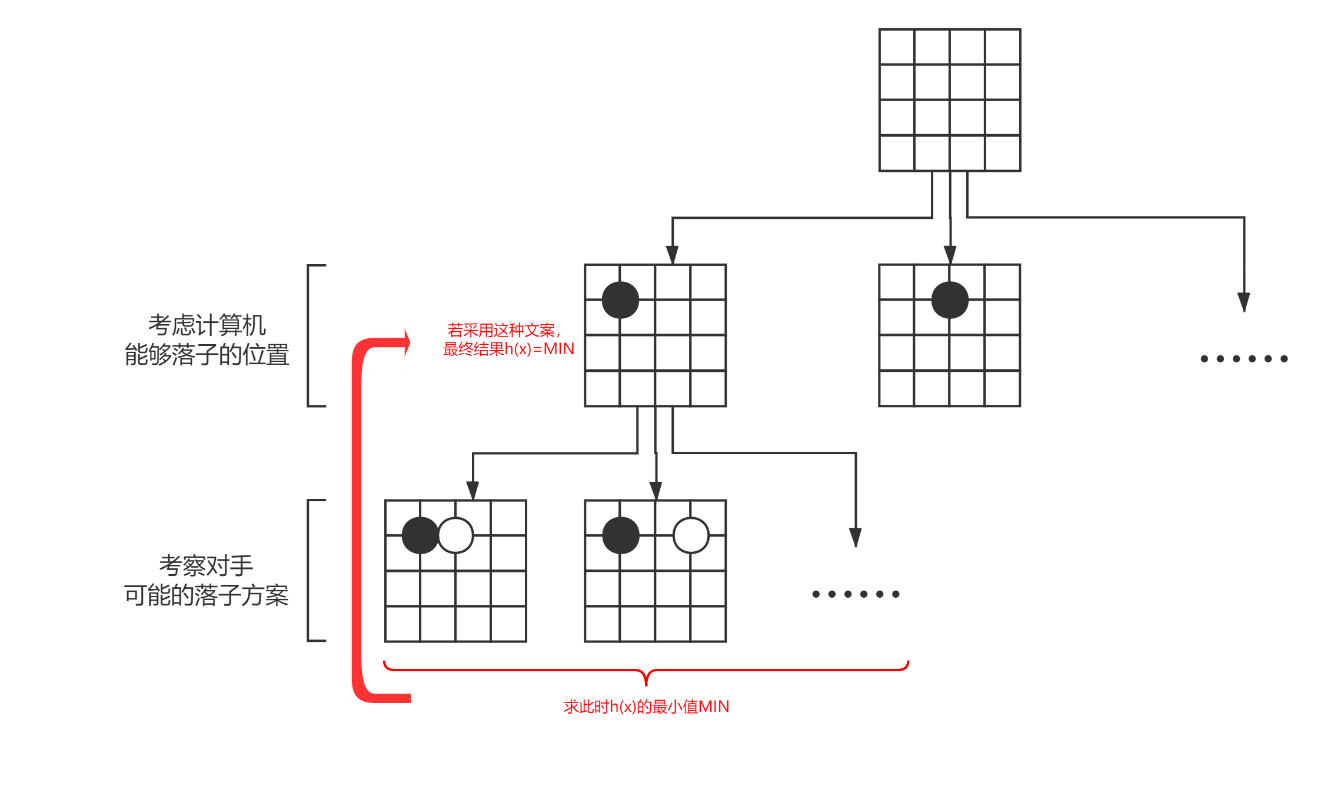 考虑计算机
能够落子的位置
若采用这种文案,
最终结果h(x)=MIN
考察对手
可能的落子方案
求此时h(x)的最小值MIN